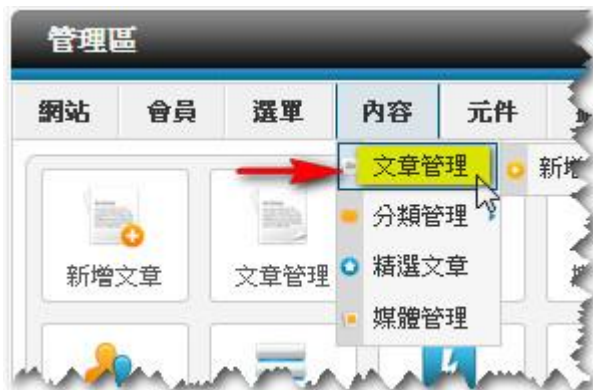 管理區
網站 會員 選單 內容 元件
文章管理 新增
分類管理
精選文章
媒體管理
新增文章 文章管理